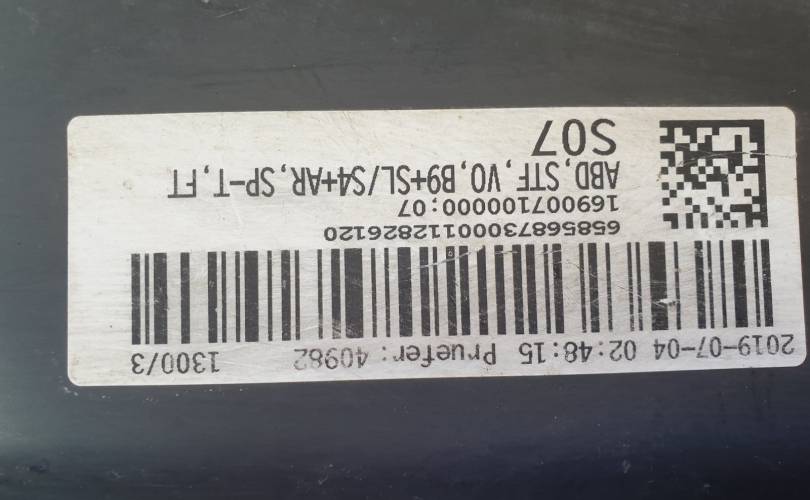 2019-07-04 02:48:15 Pruefer: 40982 1300/3
65856873000112826120
169007100000:07
ABD,STF,VO,B9+SL/S4+AR,SP-T,FT
S07